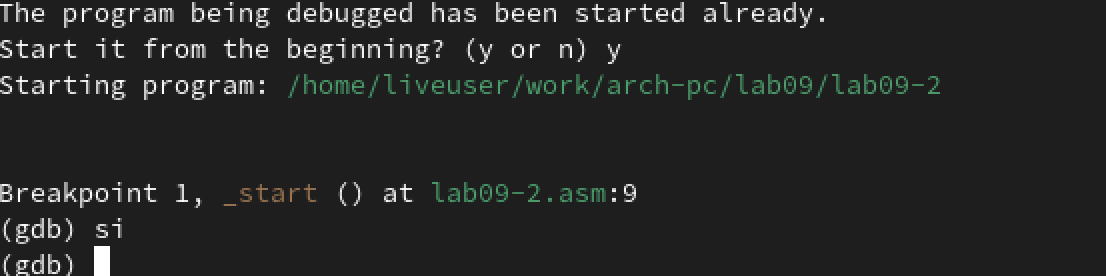 The program being debugged has been started already.
Start it from the beginning? (y or n) y
Starting program: /home/liveuser/work/arch-pc/lab09/lab09-2
Breakpoint 1, _start () at lab09-2.asm:9
(gdb) si
(gdb)